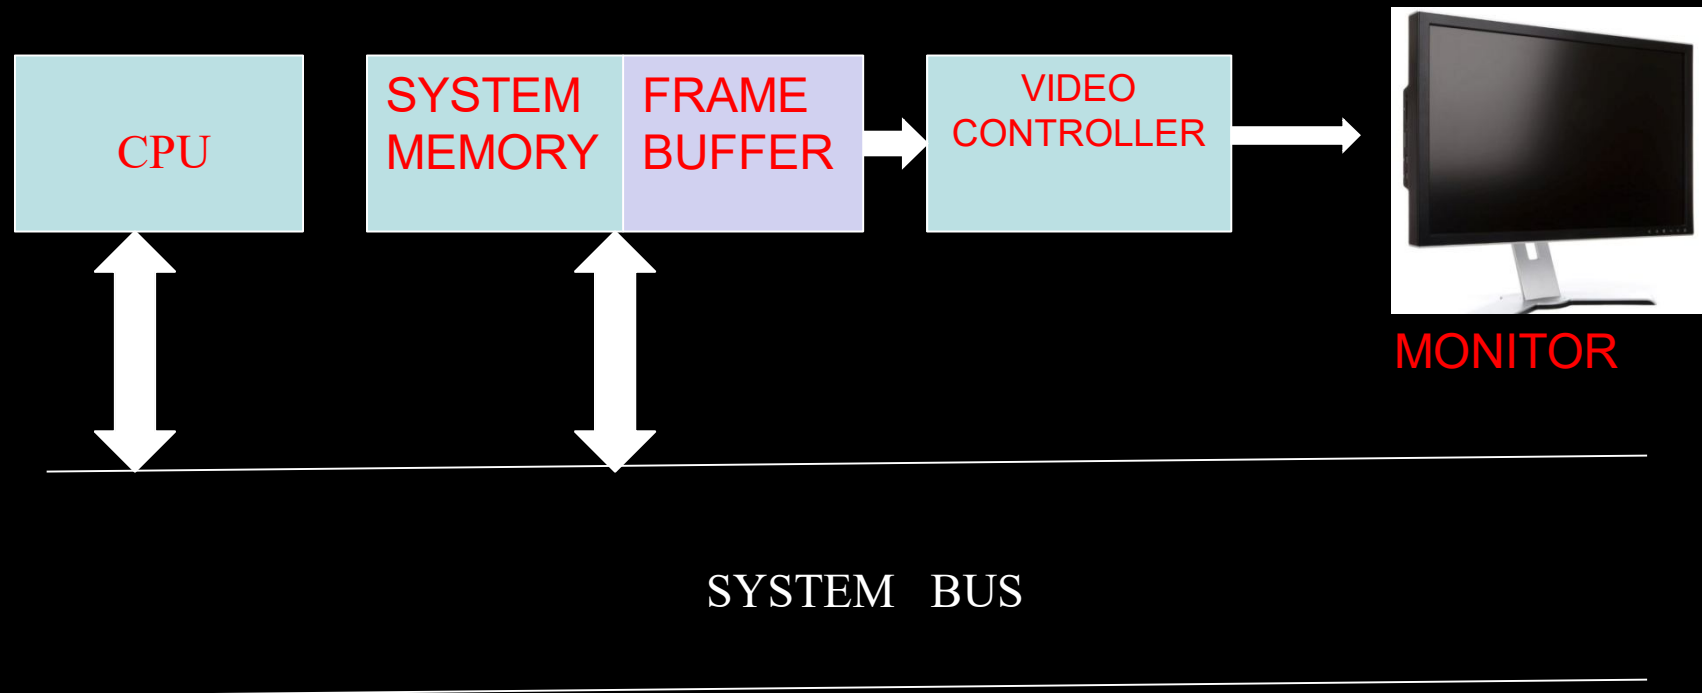 CPU
SYSTEM
MEMORY
FRAME
BUFFER
VIDEO
CONTROLLER
MONITOR
SYSTEM BUS